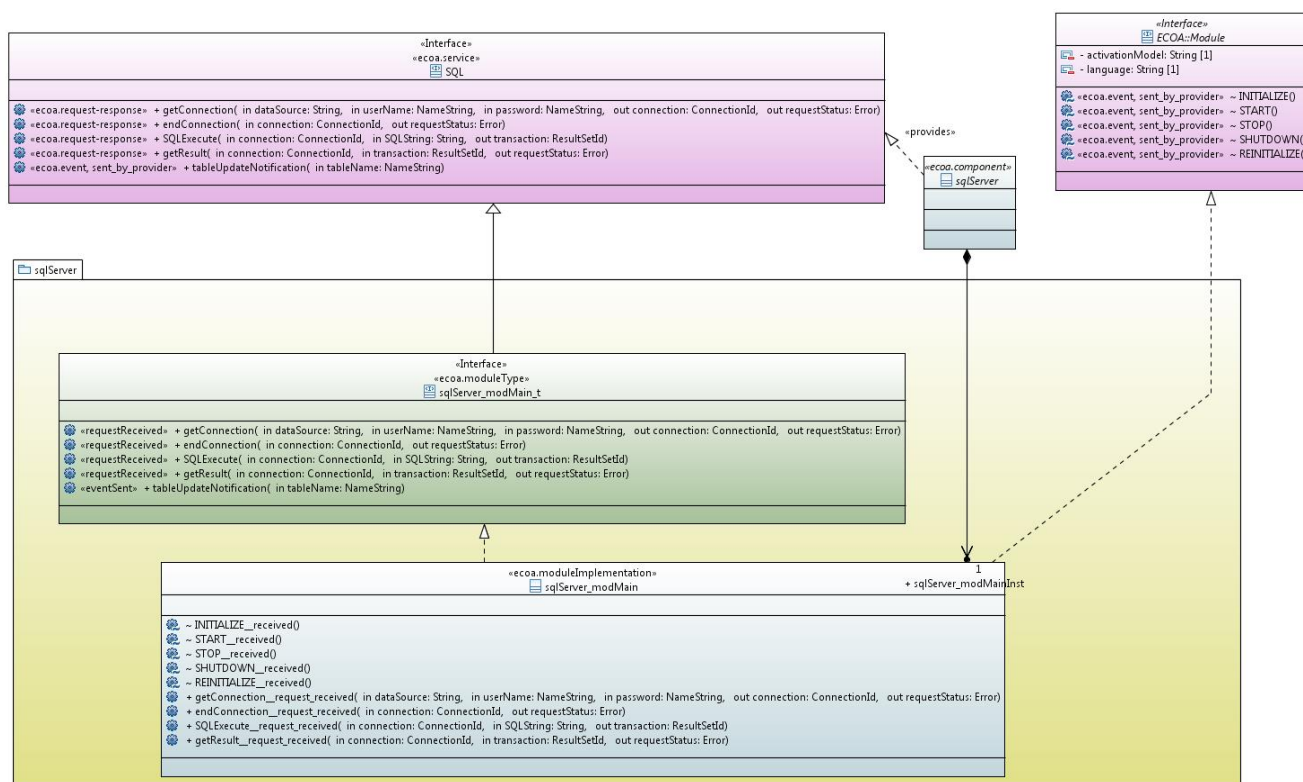 «Interface»
«ecoa.service»
SQL
«ecoa.request-response» + getConnection( in dataSource: String, in userName: NameString, in password: NameString, out connection: ConnectionId, out requestStatus: Error)
«ecoa.request-response» + endConnection( in connection: ConnectionId, out requestStatus: Error)
«ecoa.request-response» + SQLExecute( in connection: ConnectionId, in SQLString: String, out transaction: ResultSetId)
«ecoa.request-response» + getResult( in connection: ConnectionId, in transaction: ResultSetId, out requestStatus: Error)
«ecoa.event, sent_by_provider» + tableUpdateNotification( in tableName: NameString)
«provides»
«ecoa.component»
sqlServer
«Interface»
ECOA::Module
- activationModel: String [1]
- language: String [1]
«ecoa.event, sent_by_provider» ~ INITIALIZE()
«ecoa.event, sent_by_provider» ~ START()
«ecoa.event, sent_by_provider» ~ STOP()
«ecoa.event, sent_by_provider» ~ SHUTDOWN()
«ecoa.event, sent_by_provider» ~ REINITIALIZE()
sqlServer
«Interface»
«ecoa.moduleType»
sqlServer_modMain_t
«requestReceived» + getConnection( in dataSource: String, in userName: NameString, in password: NameString, out connection: ConnectionId, out requestStatus: Error)
«requestReceived» + endConnection( in connection: ConnectionId, out requestStatus: Error)
«requestReceived» + SQLExecute( in connection: ConnectionId, in SQLString: String, out transaction: ResultSetId)
«requestReceived» + getResult( in connection: ConnectionId, in transaction: ResultSetId, out requestStatus: Error)
«eventSent» + tableUpdateNotification( in tableName: NameString)
1
+ sqlServer_modMainInst
«ecoa.moduleImplementation»
sqlServer_modMain
~ INITIALIZE__received()
~ START__received()
~ STOP__received()
~ SHUTDOWN__received()
~ REINITIALIZE__received()
+ getConnection__request_received( in dataSource: String, in userName: NameString, in password: NameString, out connection: ConnectionId, out requestStatus: Error)
+ endConnection__request_received( in connection: ConnectionId, out requestStatus: Error)
+ SQLExecute__request_received( in connection: ConnectionId, in SQLString: String, out transaction: ResultSetId)
+ getResult__request_received( in connection: ConnectionId, in transaction: ResultSetId, out requestStatus: Error)